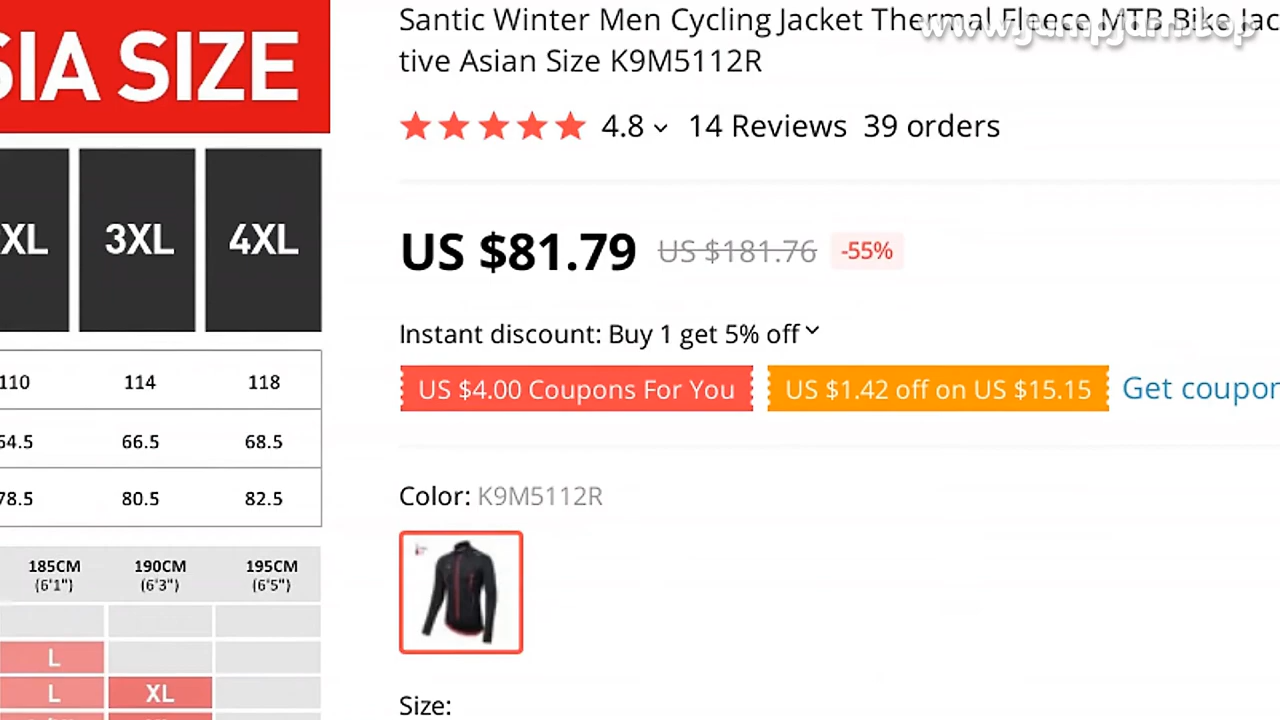 www.jumpjan.top
Santic Winter Men Cycling Jacket Thermal Fleece MTB Bike Jac
tive Asian Size K9M5112R
4.8 14 Reviews 39 orders
US $81.79 US $181.76 -55%
Instant discount: Buy 1 get 5% off
US $4.00 Coupons For You US $1.42 off on US $15.15 Get coupon
Color: K9M5112R
Size:
SIA SIZE
XL 3XL 4XL
110 114 118
64.5 66.5 68.5
78.5 80.5 82.5
185CM 190CM 195CM
(6'1") (6'3") (6'5")
L
L XL